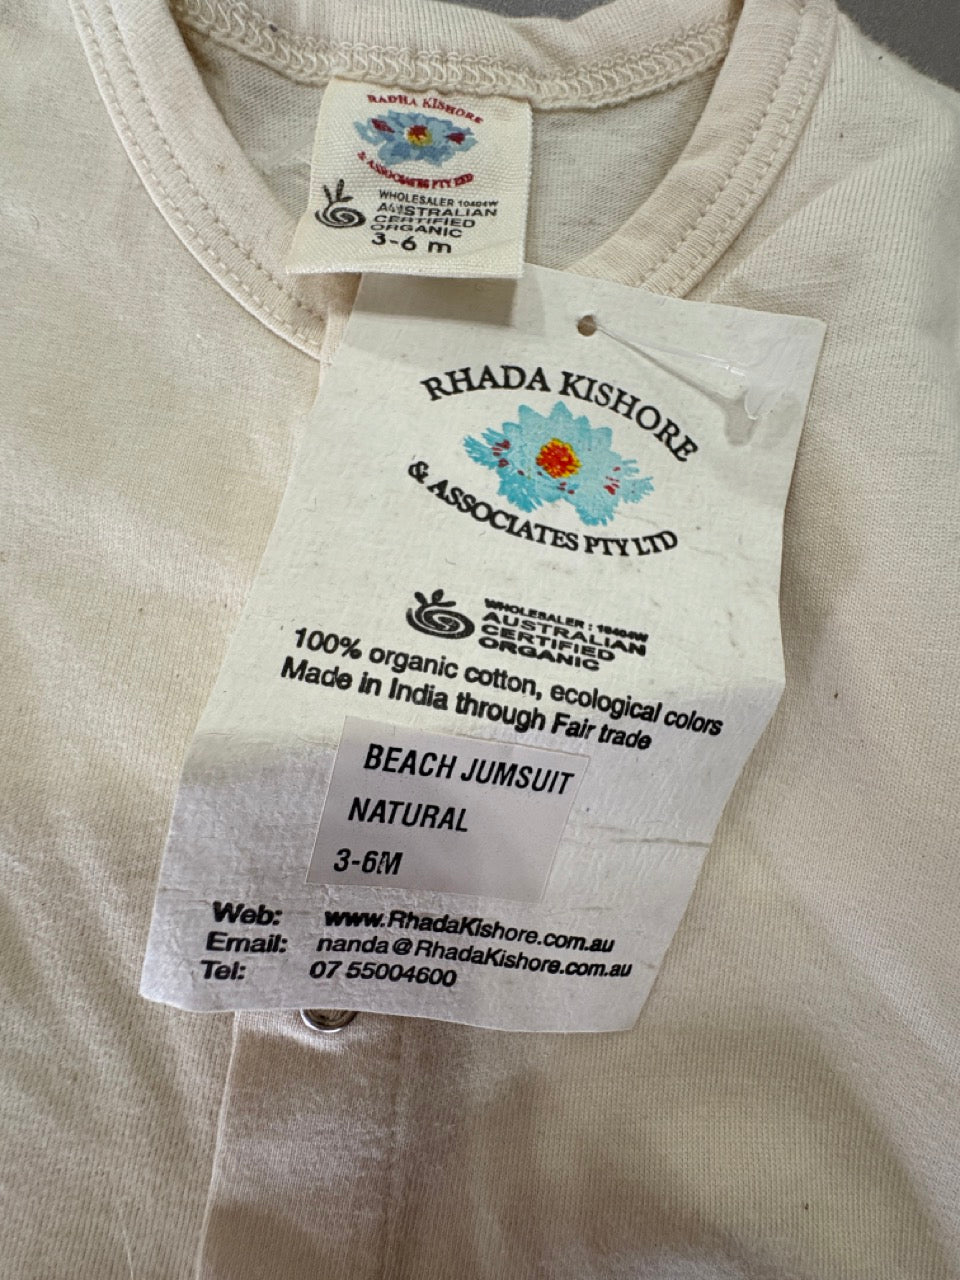 RADHA KISHORE
& ASSOCIATES PTY LTD
WHOLESALER 10404W
AUSTRALIAN
CERTIFIED
ORGANIC
3-6 m
RHADA KISHORE
& ASSOCIATES PTY LTD
WHOLESALER : 10404W
AUSTRALIAN
CERTIFIED
ORGANIC
100% organic cotton, ecological colors
Made in India through Fair trade
BEACH JUMSUIT
NATURAL
3-6M
Web: www.RhadaKishore.com.au
Email: nanda@RhadaKishore.com.au
Tel: 07 55004600